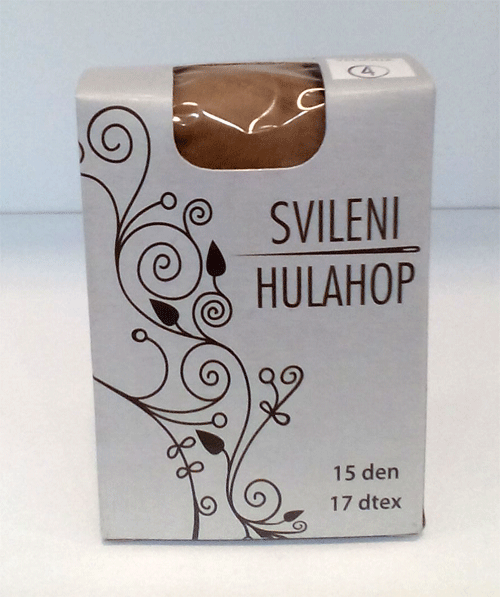 4
SVILENI
HULAHOP
15 den
17 dtex